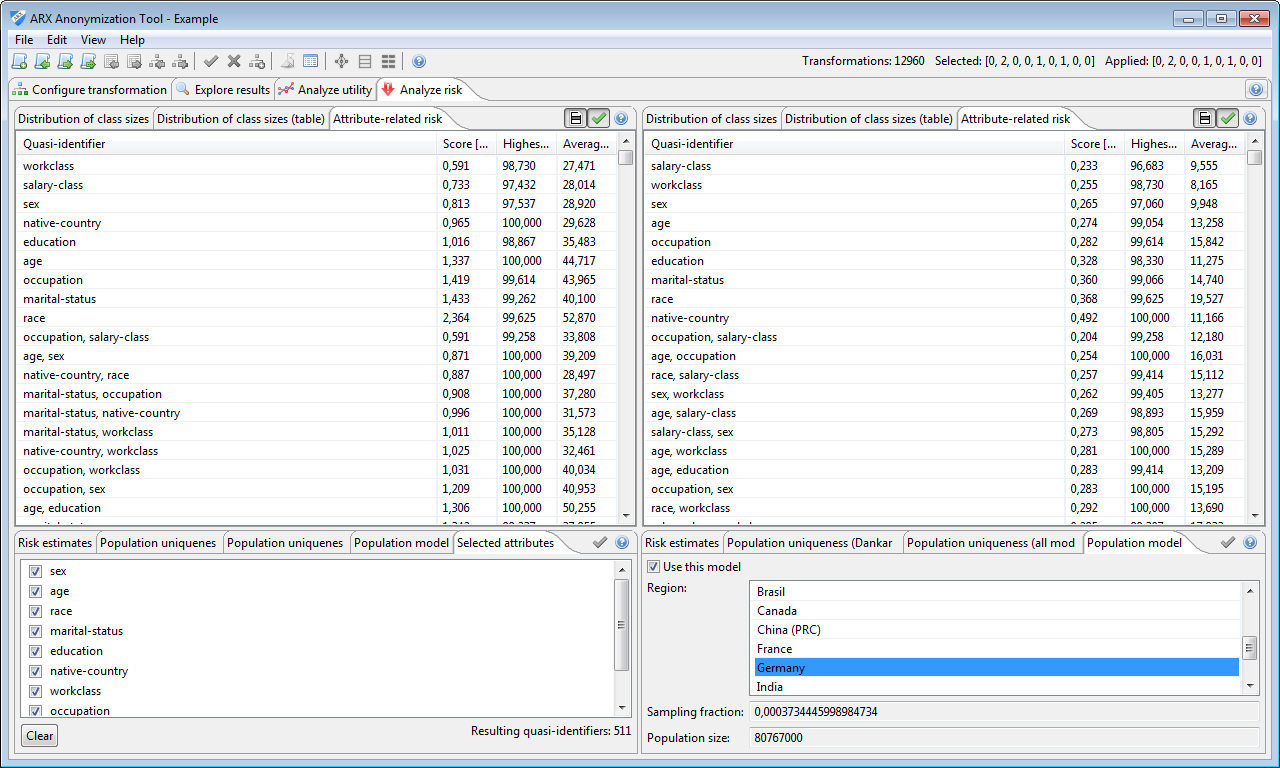 ARX Anonymization Tool - Example
File Edit View Help
Transformations: 12960 Selected: [0, 2, 0, 0, 1, 0, 1, 0, 0] Applied: [0, 2, 0, 0, 1, 0, 1, 0, 0]
Configure transformation Explore results Analyze utility Analyze risk
Distribution of class sizes Distribution of class sizes (table) Attribute-related risk
Quasi-identifier Score [... Highes... Averag...
workclass 0,591 98,730 27,471
salary-class 0,733 97,432 28,014
sex 0,813 97,537 28,920
native-country 0,965 100,000 29,628
education 1,016 98,867 35,483
age 1,337 100,000 44,717
occupation 1,419 99,614 43,965
marital-status 1,433 99,262 40,100
race 2,364 99,625 52,870
occupation, salary-class 0,591 99,258 33,808
age, sex 0,871 100,000 39,209
native-country, race 0,887 100,000 28,497
marital-status, occupation 0,908 100,000 37,280
marital-status, native-country 0,996 100,000 31,573
marital-status, workclass 1,011 100,000 35,128
native-country, workclass 1,025 100,000 32,461
occupation, workclass 1,031 100,000 40,034
occupation, sex 1,209 100,000 40,953
age, education 1,306 100,000 50,255
Distribution of class sizes Distribution of class sizes (table) Attribute-related risk
Quasi-identifier Score [... Highes... Averag...
salary-class 0,233 96,683 9,555
workclass 0,255 98,730 8,165
sex 0,265 97,060 9,948
age 0,274 99,054 13,258
occupation 0,282 99,614 15,842
education 0,328 98,330 11,275
marital-status 0,360 99,066 14,740
race 0,368 99,625 19,527
native-country 0,492 100,000 11,166
occupation, salary-class 0,204 99,258 12,180
age, occupation 0,254 100,000 16,031
race, salary-class 0,257 99,414 15,112
sex, workclass 0,262 99,405 13,277
age, salary-class 0,269 98,893 15,959
salary-class, sex 0,273 98,805 15,292
age, workclass 0,281 100,000 15,289
age, education 0,283 99,414 13,209
occupation, sex 0,283 100,000 15,195
race, workclass 0,292 100,000 13,690
Risk estimates Population uniquenes Population uniquenes Population model Selected attributes
sex
age
race
marital-status
education
native-country
workclass
occupation
Clear
Resulting quasi-identifiers: 511
Risk estimates Population uniqueness (Dankar Population uniqueness (all mod Population model
Use this model
Region:
Brasil
Canada
China (PRC)
France
Germany
India
Sampling fraction: 0,0003734445998984734
Population size: 80767000